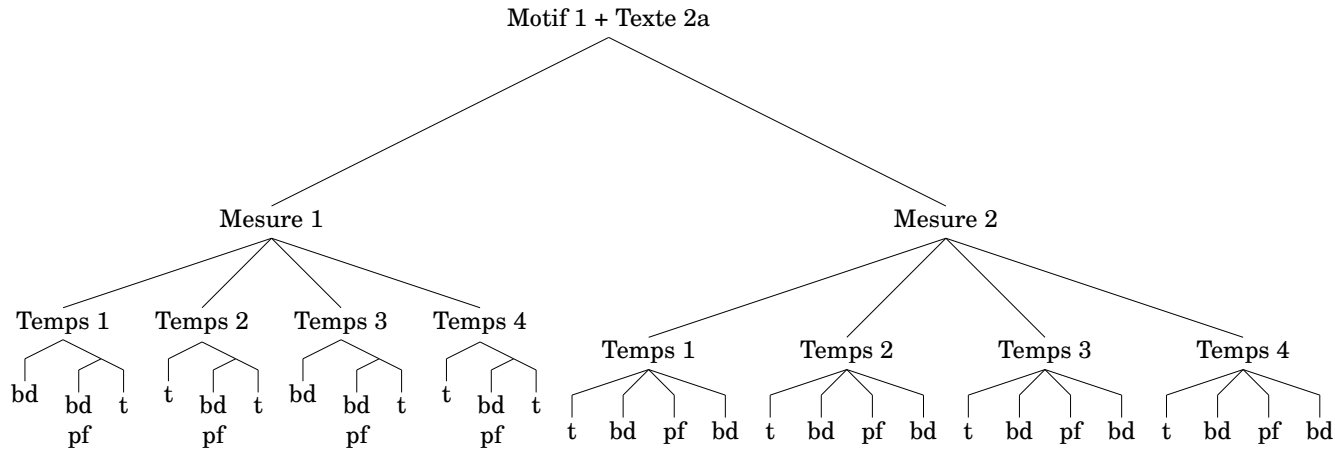 Motif 1 + Texte 2a
Mesure 1 Mesure 2
Temps 1 Temps 2 Temps 3 Temps 4
Temps 1 Temps 2 Temps 3 Temps 4
bd bd t t bd t bd bd t t bd t
pf pf pf pf
t bd pf bd t bd pf bd t bd pf bd t bd pf bd